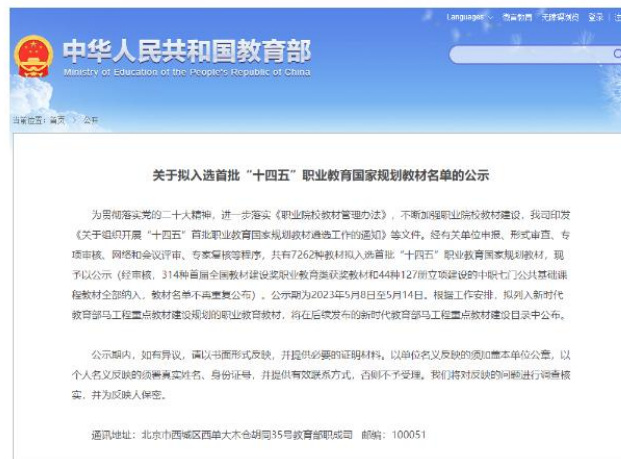 Languages
微言教育 无障碍浏览 登录 | 注
中华人民共和国教育部
Ministry of Education of the People's Republic of China
当前位置：首页 > 公开
关于拟入选首批“十四五”职业教育国家规划教材名单的公示
为贯彻落实党的二十大精神，进一步落实《职业院校教材管理办法》，不断加强职业院校教材建设，我司印发
《关于组织开展“十四五”首批职业教育国家规划教材遴选工作的通知》等文件。经有关单位申报、形式审查、专
项审核、网络和会议评审、专家复核等程序，共有7262种教材拟入选首批“十四五”职业教育国家规划教材，现
予以公示（经审核，314种首届全国教材建设奖职业教育类获奖教材和44种127册立项建设的中职七门公共基础课
程教材全部纳入，教材名单不再重复公布）。公示期为2023年5月8日至5月14日。根据工作安排，拟列入新时代
教育部马工程重点教材建设规划的职业教育教材，将在后续发布的新时代教育部马工程重点教材建设目录中公布。
公示期内，如有异议，请以书面形式反映，并提供必要的证明材料。以单位名义反映的须加盖本单位公章，以
个人名义反映的须署真实姓名、身份证号，并提供有效联系方式，否则不予受理。我们将对反映的问题进行调查核
实，并为反映人保密。
通讯地址：北京市西城区西单大木仓胡同35号教育部职成司 邮编：100051